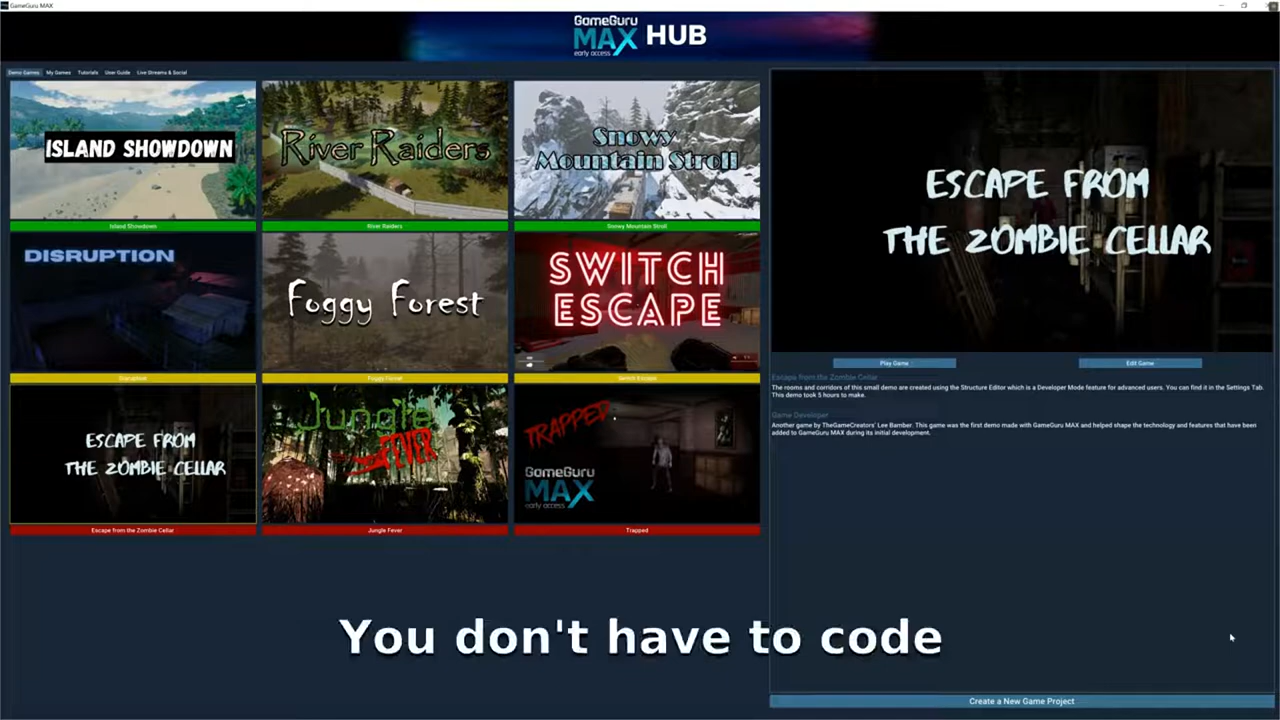 GameGuru MAX
GameGuru
MAX HUB
early access
Demo Games My Games Tutorials User Guide Live Streams & Social
ISLAND SHOWDOWN
River Raiders
Snowy
Mountain Stroll
Island Showdown
River Raiders
Snowy Mountain Stroll
DISRUPTION
Foggy Forest
SWITCH
ESCAPE
Disruption
Foggy Forest
Switch Escape
ESCAPE FROM
THE ZOMBIE CELLAR
Jungle
FEVER
TRAPPED
GameGuru
MAX
early access
Escape from the Zombie Cellar
Jungle Fever
Trapped
ESCAPE FROM
THE ZOMBIE CELLAR
Play Game
Edit Game
Escape from the Zombie Cellar
The rooms and corridors of this small demo are created using the Structure Editor which is a Developer Mode feature for advanced users. You can find it in the Settings Tab.
This demo took 5 hours to make.
Game Developer
Another game by TheGameCreators' Lee Bamber. This game was the first demo made with GameGuru MAX and helped shape the technology and features that have been
added to GameGuru MAX during its initial development.
You don't have to code
Create a New Game Project